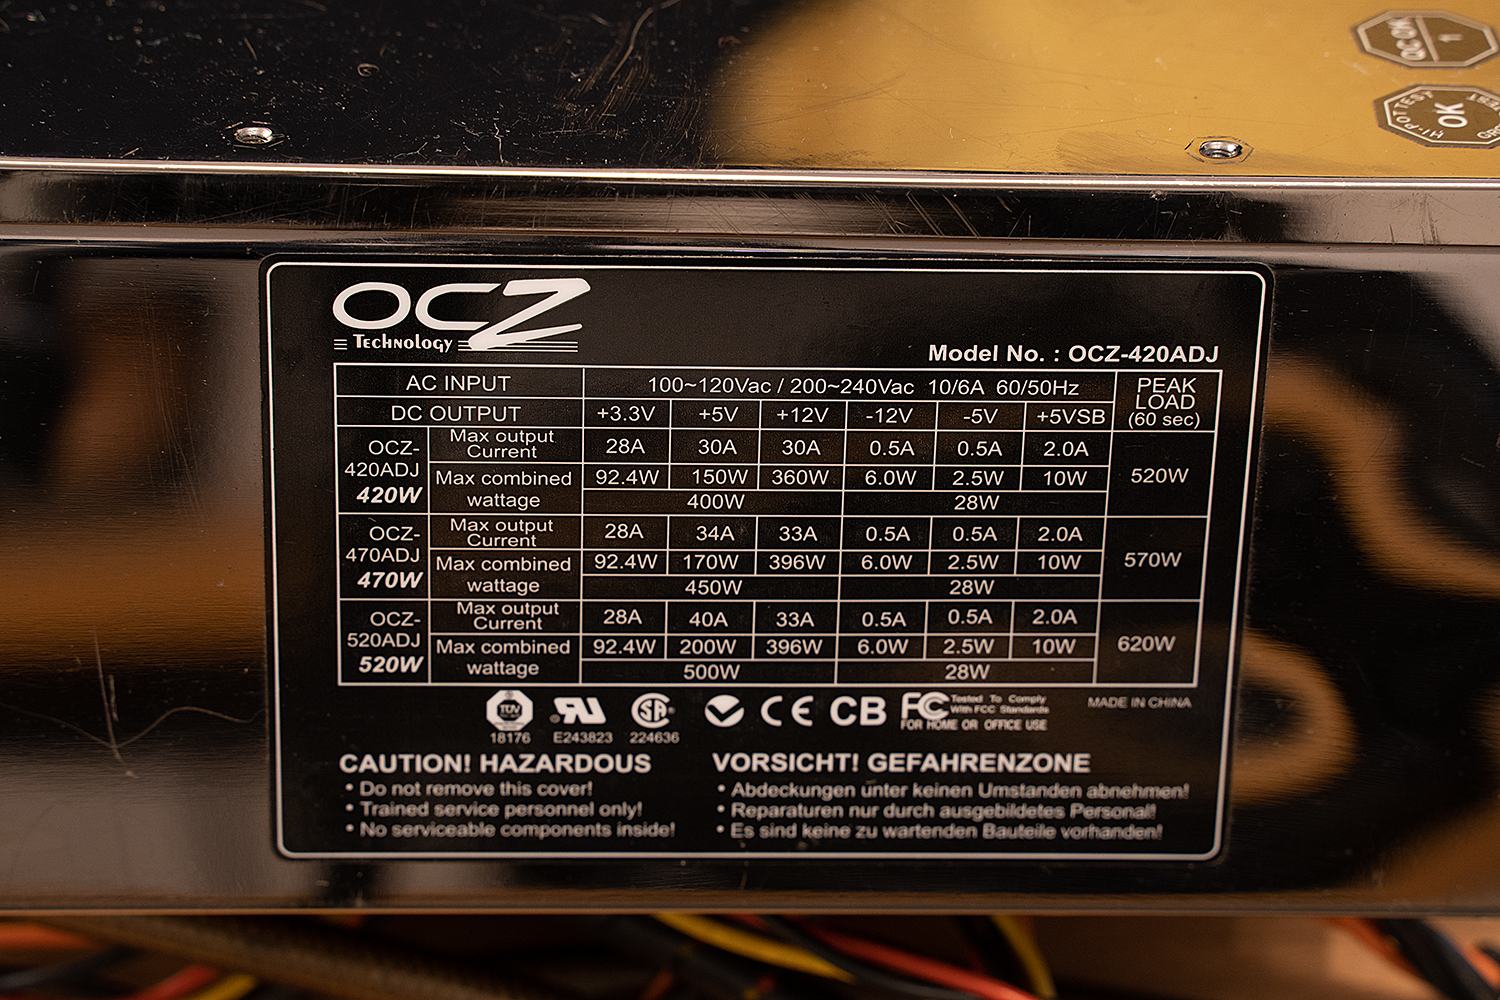 QC OK
1
HI-POT TEST
OK
OCZ
Technology
Model No. : OCZ-420ADJ
AC INPUT 100~120Vac / 200~240Vac 10/6A 60/50Hz PEAK LOAD (60 sec)
DC OUTPUT +3.3V +5V +12V -12V -5V +5VSB
OCZ-420ADJ 420W Max output Current 28A 30A 30A 0.5A 0.5A 2.0A 520W
Max combined wattage 92.4W 150W 360W 6.0W 2.5W 10W
400W 28W
OCZ-470ADJ 470W Max output Current 28A 34A 33A 0.5A 0.5A 2.0A 570W
Max combined wattage 92.4W 170W 396W 6.0W 2.5W 10W
450W 28W
OCZ-520ADJ 520W Max output Current 28A 40A 33A 0.5A 0.5A 2.0A 620W
Max combined wattage 92.4W 200W 396W 6.0W 2.5W 10W
500W 28W
TÜV RU SA CE CB FC Tested To Comply With FCC Standards MADE IN CHINA
18176 E243823 224636 FOR HOME OR OFFICE USE
CAUTION! HAZARDOUS
• Do not remove this cover!
• Trained service personnel only!
• No serviceable components inside!
VORSICHT! GEFAHRENZONE
• Abdeckungen unter keinen Umstanden abnehmen!
• Reparaturen nur durch ausgebildetes Personal!
• Es sind keine zu wartenden Bauteile vorhanden!